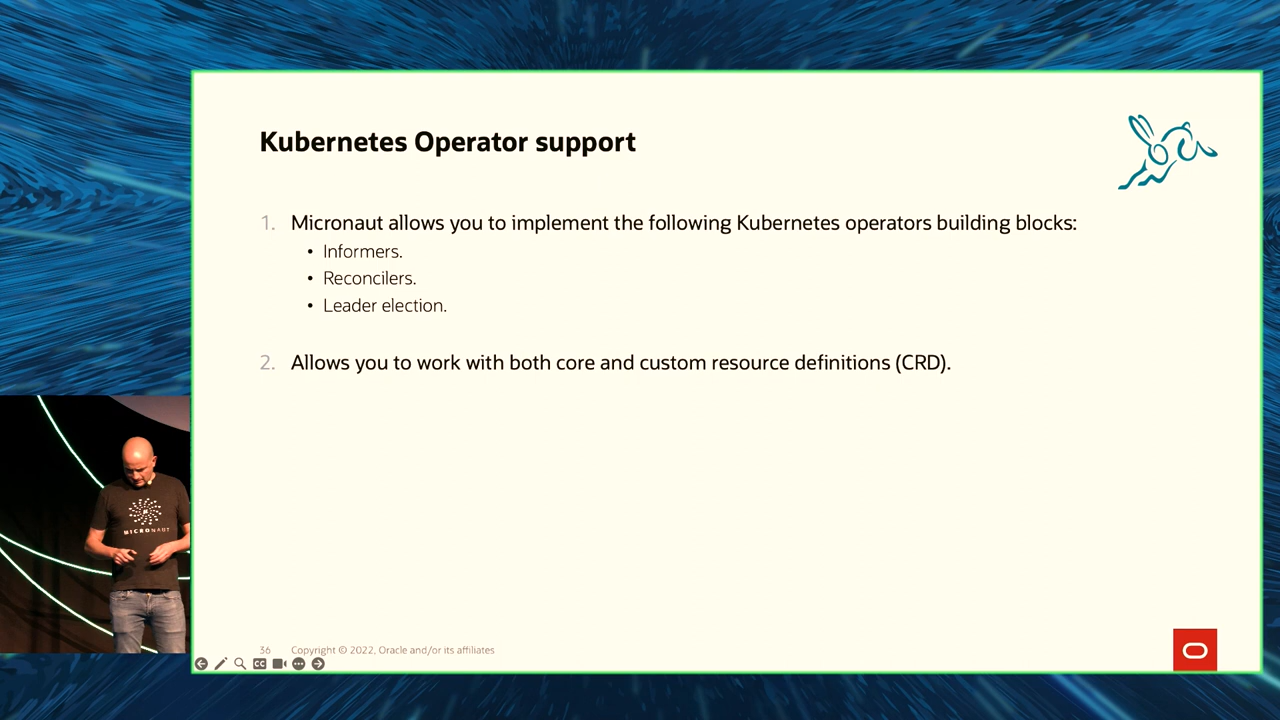 Kubernetes Operator support
1. Micronaut allows you to implement the following Kubernetes operators building blocks:
• Informers.
• Reconcilers.
• Leader election.
2. Allows you to work with both core and custom resource definitions (CRD).
MICRONAUT
36 Copyright © 2022, Oracle and/or its affiliates
CC